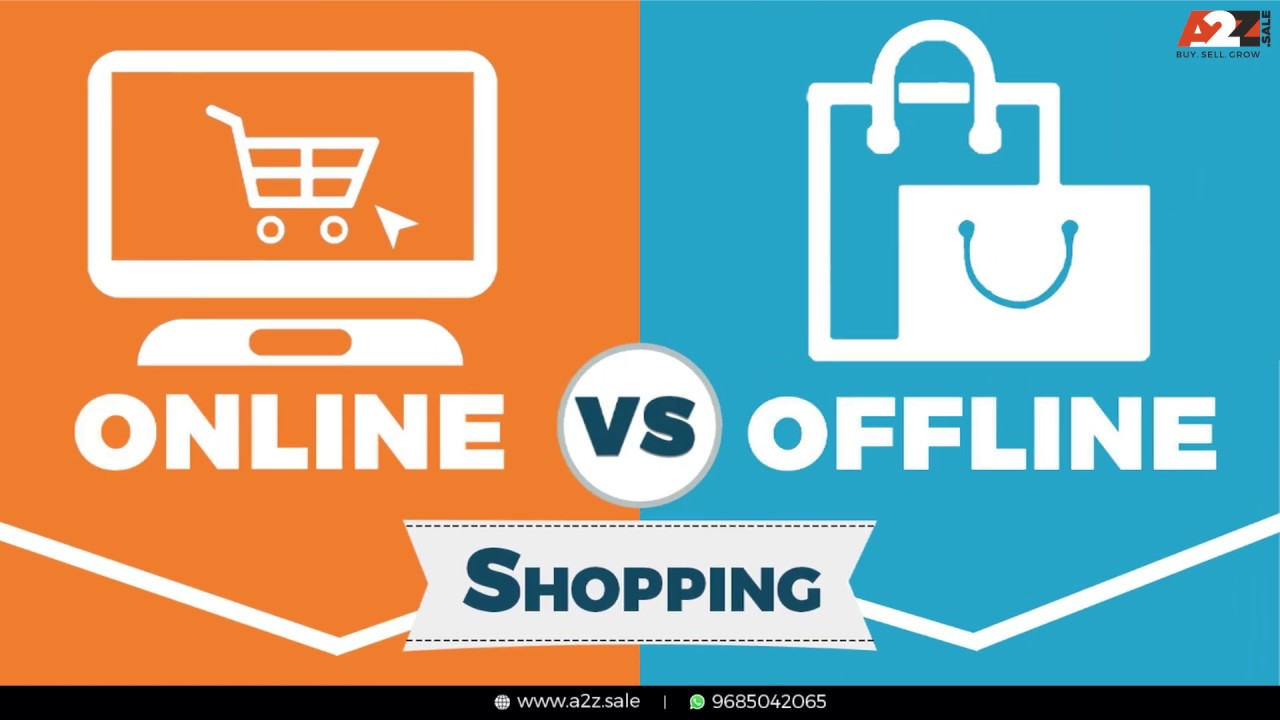 A2Z.SALE
BUY. SELL. GROW
ONLINE VS OFFLINE
SHOPPING
www.a2z.sale | 9685042065